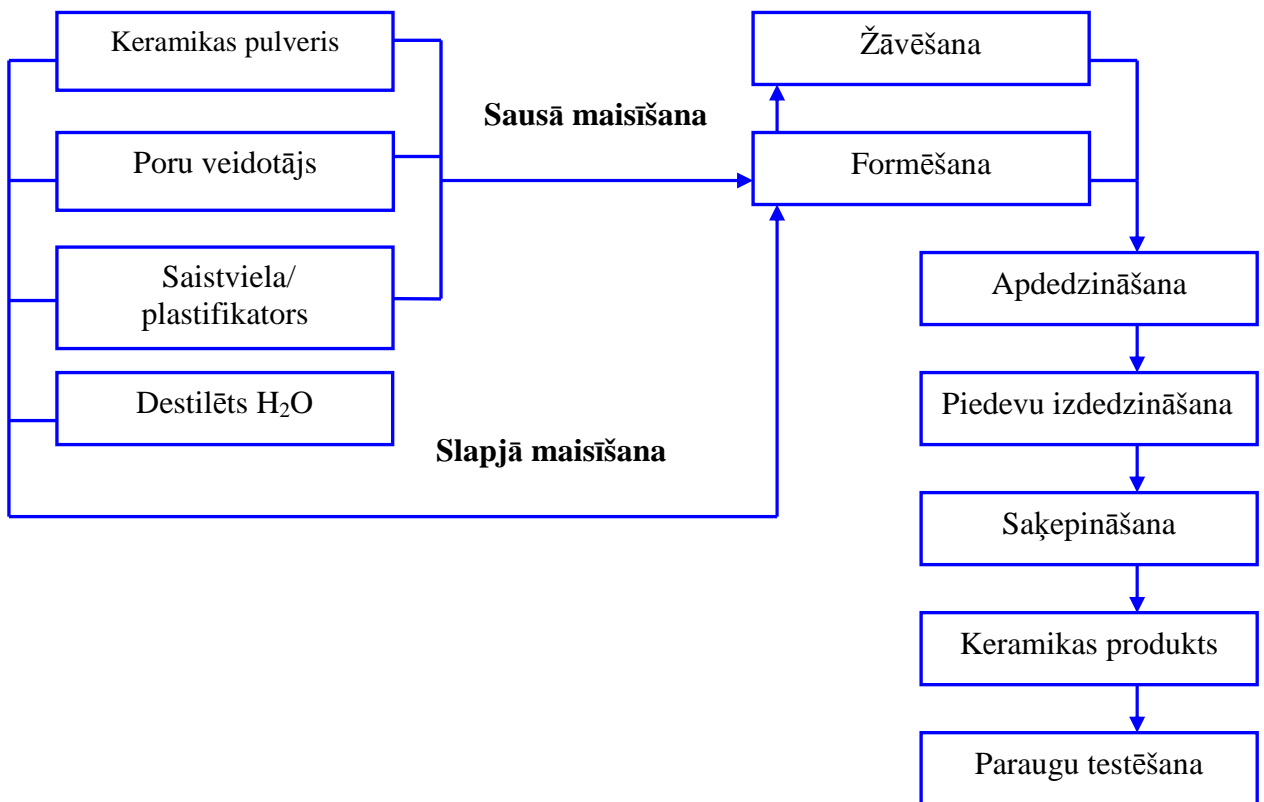 Keramikas pulveris
Poru veidotājs
Saistviela/
plastifikators
Destilēts H₂O
Sausā maisīšana
Slapjā maisīšana
Žāvēšana
Formēšana
Apdedzināšana
Piedevu izdedzināšana
Saķepināšana
Keramikas produkts
Paraugu testēšana